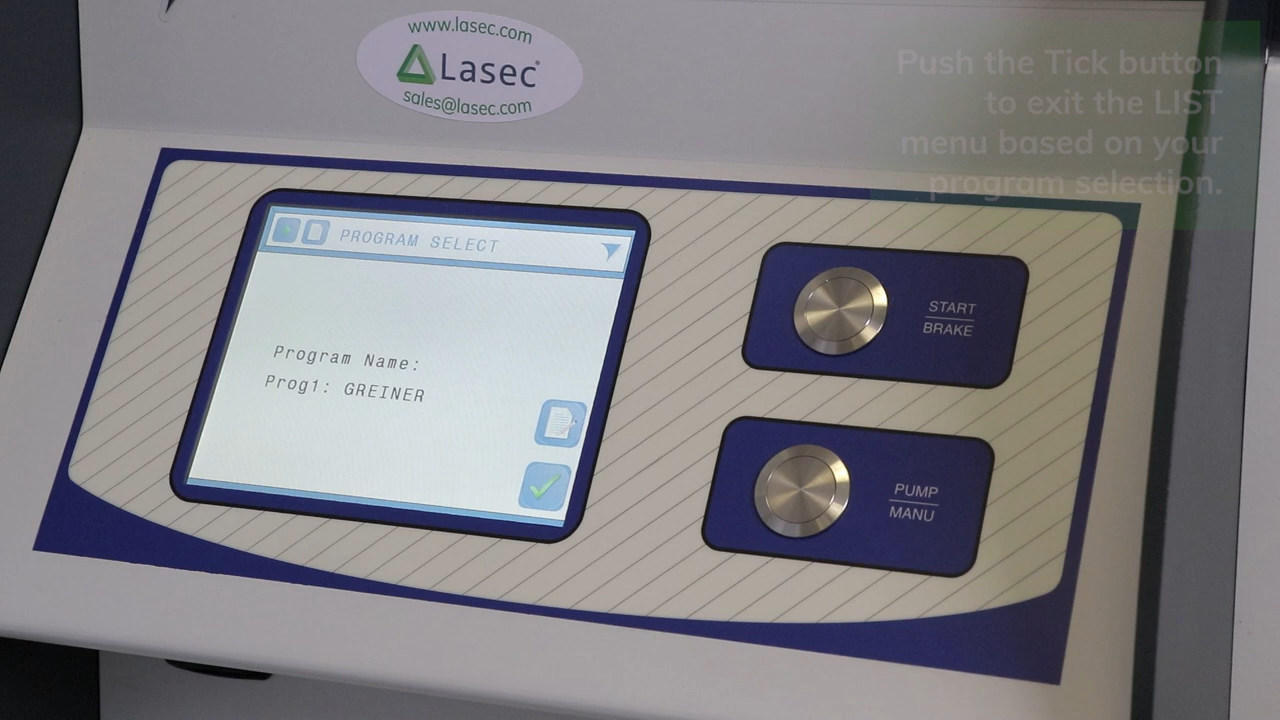 www.lasec.com
Lasec
sales@lasec.com
Push the Tick button
to exit the LIST
menu based on your
program selection.
PROGRAM SELECT
Program Name:
Prog1: GREINER
START
BRAKE
PUMP
MANU